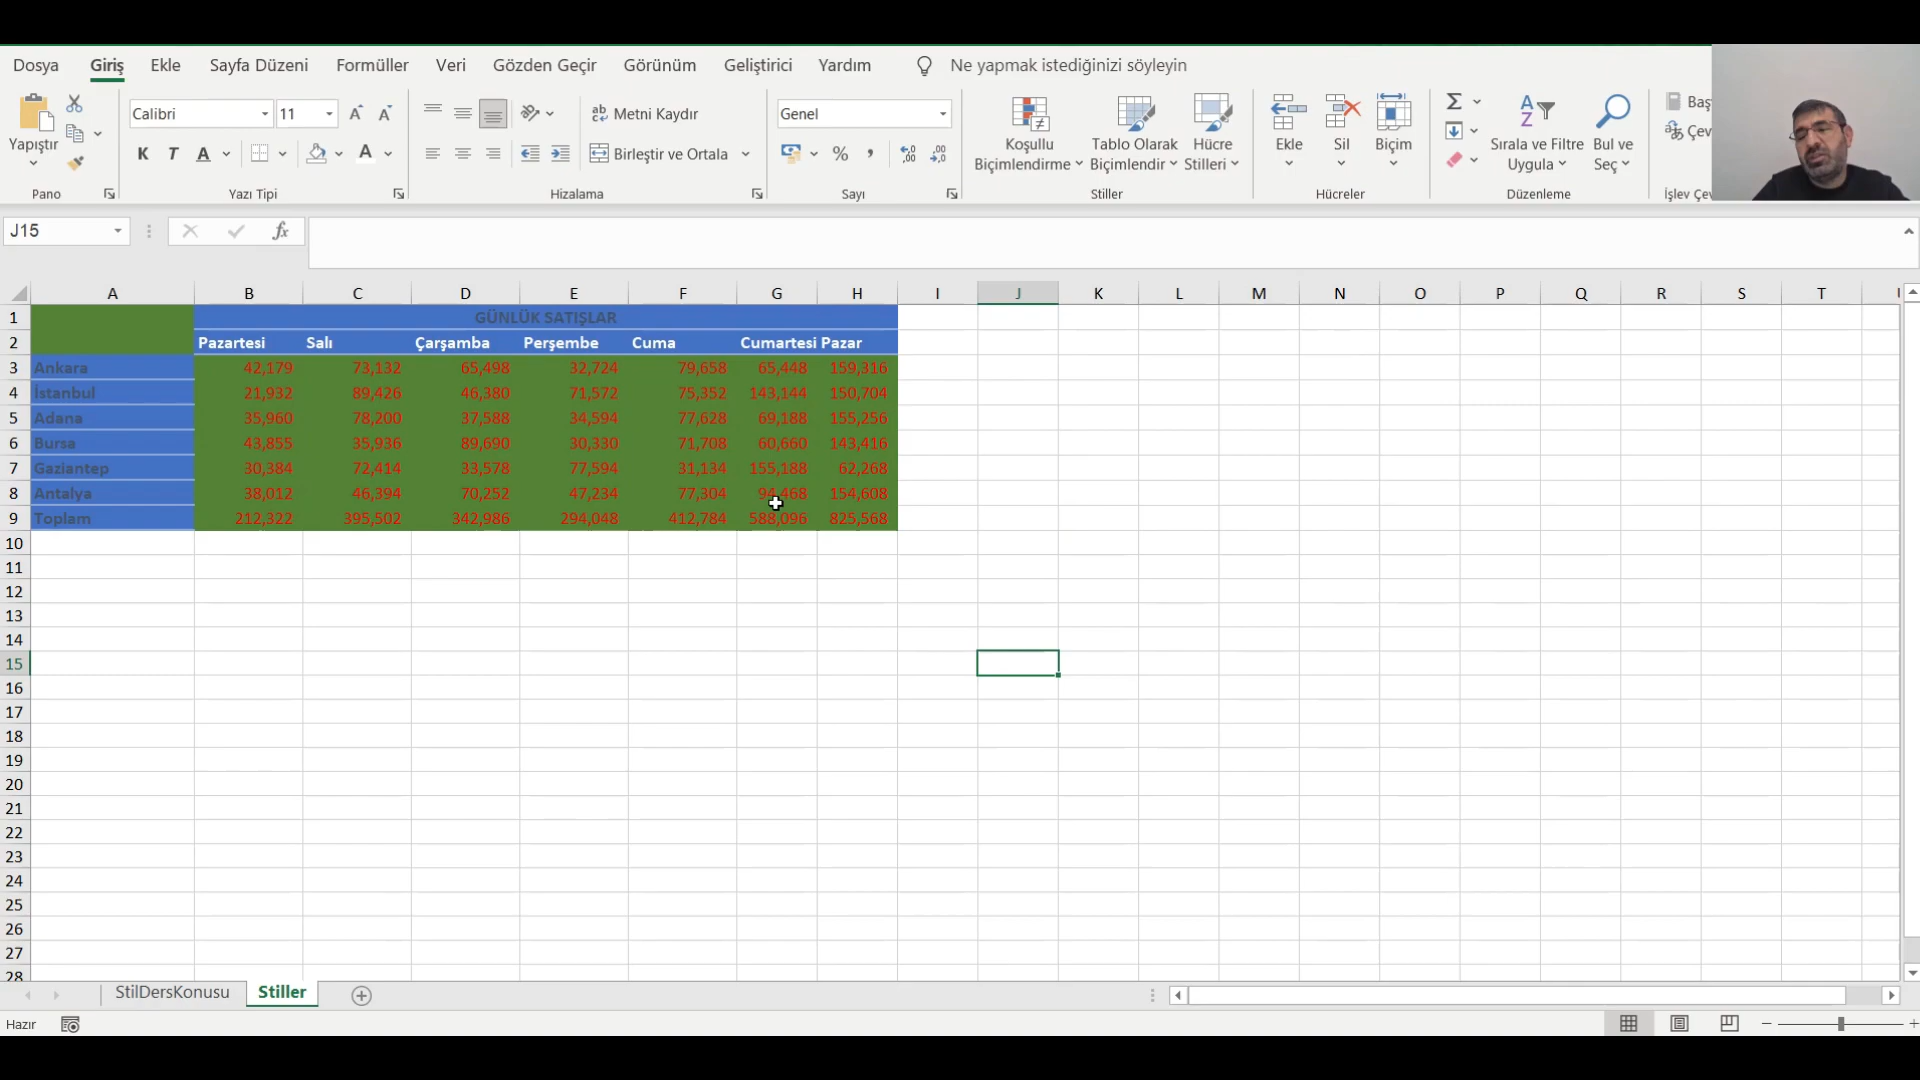 Dosya Giriş Ekle Sayfa Düzeni Formüller Veri Gözden Geçir Görünüm Geliştirici Yardım Ne yapmak istediğinizi söyleyin
Yapıştır
Pano
Calibri 11
K T A A
Yazı Tipi
Metni Kaydır
Birleştir ve Ortala
Hizalama
Genel
%
Sayı
Koşullu Biçimlendirme
Tablo Olarak Biçimlendir
Hücre Stilleri
Stiller
Ekle Sil Biçim
Hücreler
Sırala ve Filtre Uygula
Bul ve Seç
Düzenleme
J15 fx
A B C D E F G H I J K L M N O P Q R S T
1 GÜNLÜK SATIŞLAR
2 Pazartesi Salı Çarşamba Perşembe Cuma Cumartesi Pazar
3 Ankara 42,179 73,132 65,498 32,724 79,658 65,448 159,316
4 İstanbul 21,932 89,426 46,380 71,572 75,352 143,144 150,704
5 Adana 35,960 78,200 37,588 34,594 77,628 69,188 155,256
6 Bursa 43,855 35,936 89,690 30,330 71,708 60,660 143,416
7 Gaziantep 30,384 72,414 33,578 77,594 31,134 155,188 62,268
8 Antalya 38,012 46,394 70,252 47,234 77,304 94,468 154,608
9 Toplam 212,322 395,502 342,986 294,048 412,784 588,096 825,568
10
11
12
13
14
15
16
17
18
19
20
21
22
23
24
25
26
27
28
StilDersKonusu Stiller
Hazır